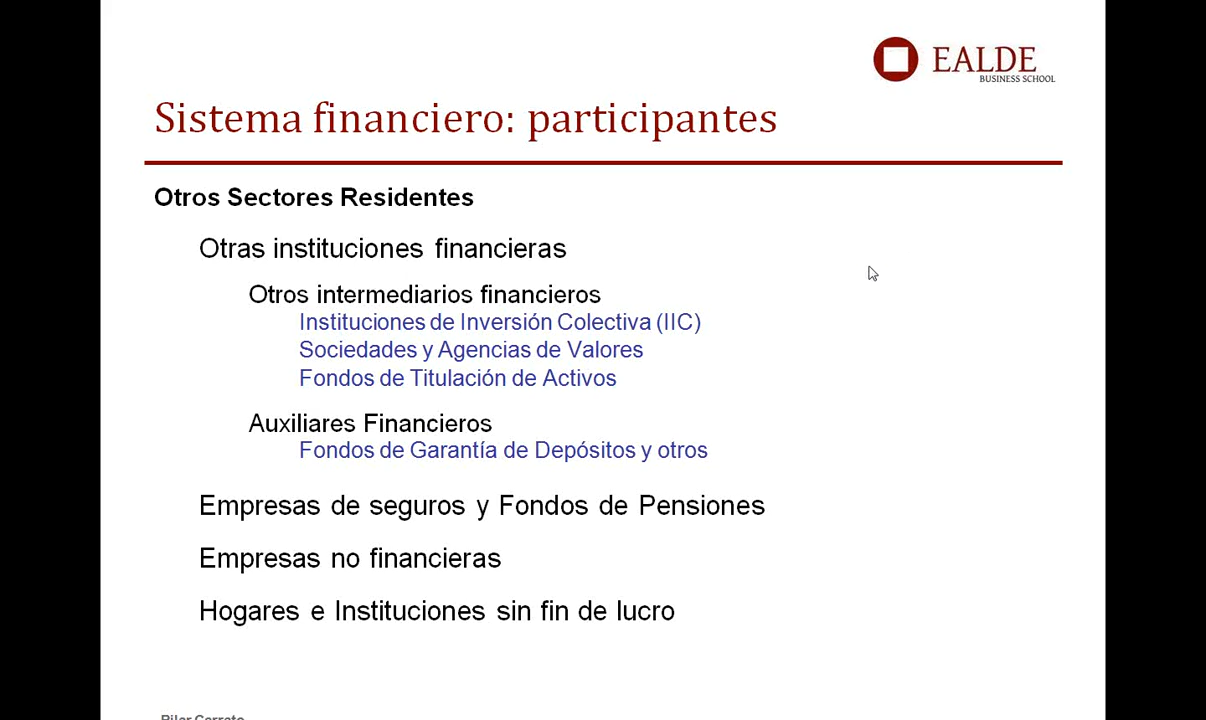 EALDE
BUSINESS SCHOOL
Sistema financiero: participantes
Otros Sectores Residentes
Otras instituciones financieras
Otros intermediarios financieros
Instituciones de Inversión Colectiva (IIC)
Sociedades y Agencias de Valores
Fondos de Titulación de Activos
Auxiliares Financieros
Fondos de Garantía de Depósitos y otros
Empresas de seguros y Fondos de Pensiones
Empresas no financieras
Hogares e Instituciones sin fin de lucro